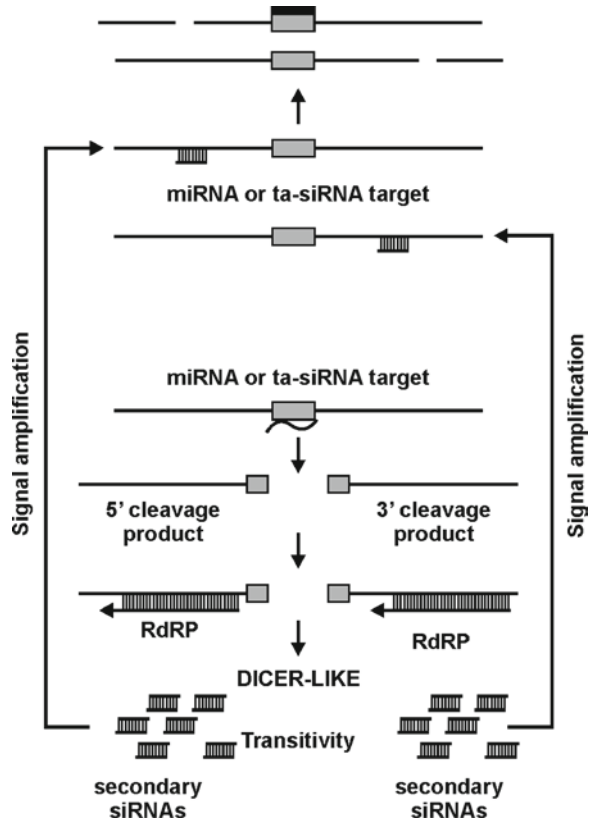 miRNA or ta-siRNA target
Signal amplification
Signal amplification
miRNA or ta-siRNA target
5’ cleavage
product
3’ cleavage
product
RdRP
RdRP
DICER-LIKE
Transitivity
secondary
siRNAs
secondary
siRNAs